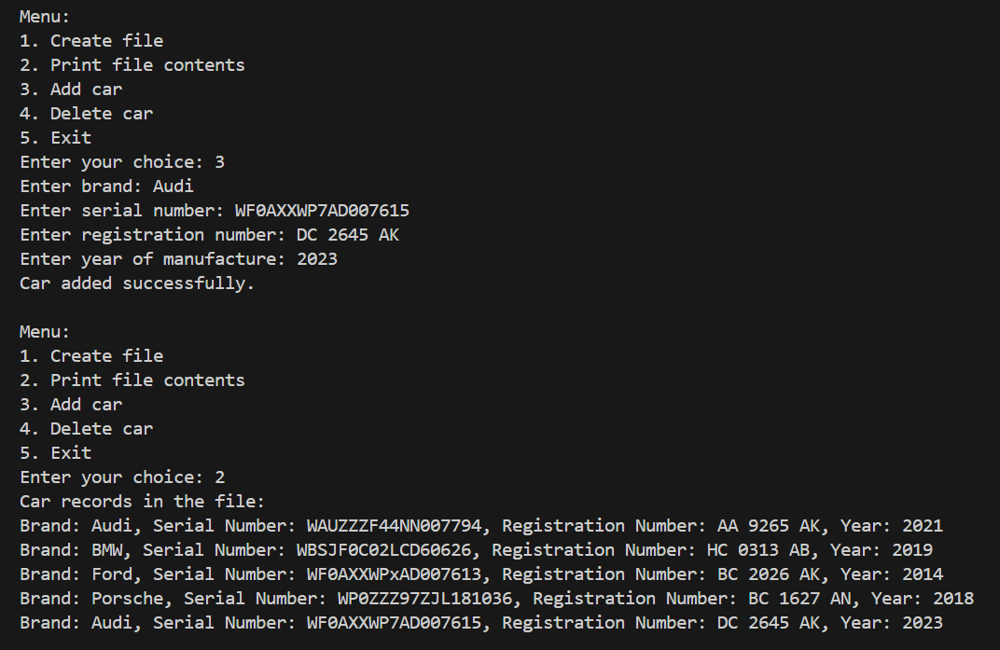 Menu:
1. Create file
2. Print file contents
3. Add car
4. Delete car
5. Exit
Enter your choice: 3
Enter brand: Audi
Enter serial number: WF0AXXWP7AD007615
Enter registration number: DC 2645 AK
Enter year of manufacture: 2023
Car added successfully.
Menu:
1. Create file
2. Print file contents
3. Add car
4. Delete car
5. Exit
Enter your choice: 2
Car records in the file:
Brand: Audi, Serial Number: WAUZZZF44NN007794, Registration Number: AA 9265 AK, Year: 2021
Brand: BMW, Serial Number: WBSJF0C02LCD60626, Registration Number: HC 0313 AB, Year: 2019
Brand: Ford, Serial Number: WF0AXXWPxAD007613, Registration Number: BC 2026 AK, Year: 2014
Brand: Porsche, Serial Number: WP0ZZZ97ZJL181036, Registration Number: BC 1627 AN, Year: 2018
Brand: Audi, Serial Number: WF0AXXWP7AD007615, Registration Number: DC 2645 AK, Year: 2023